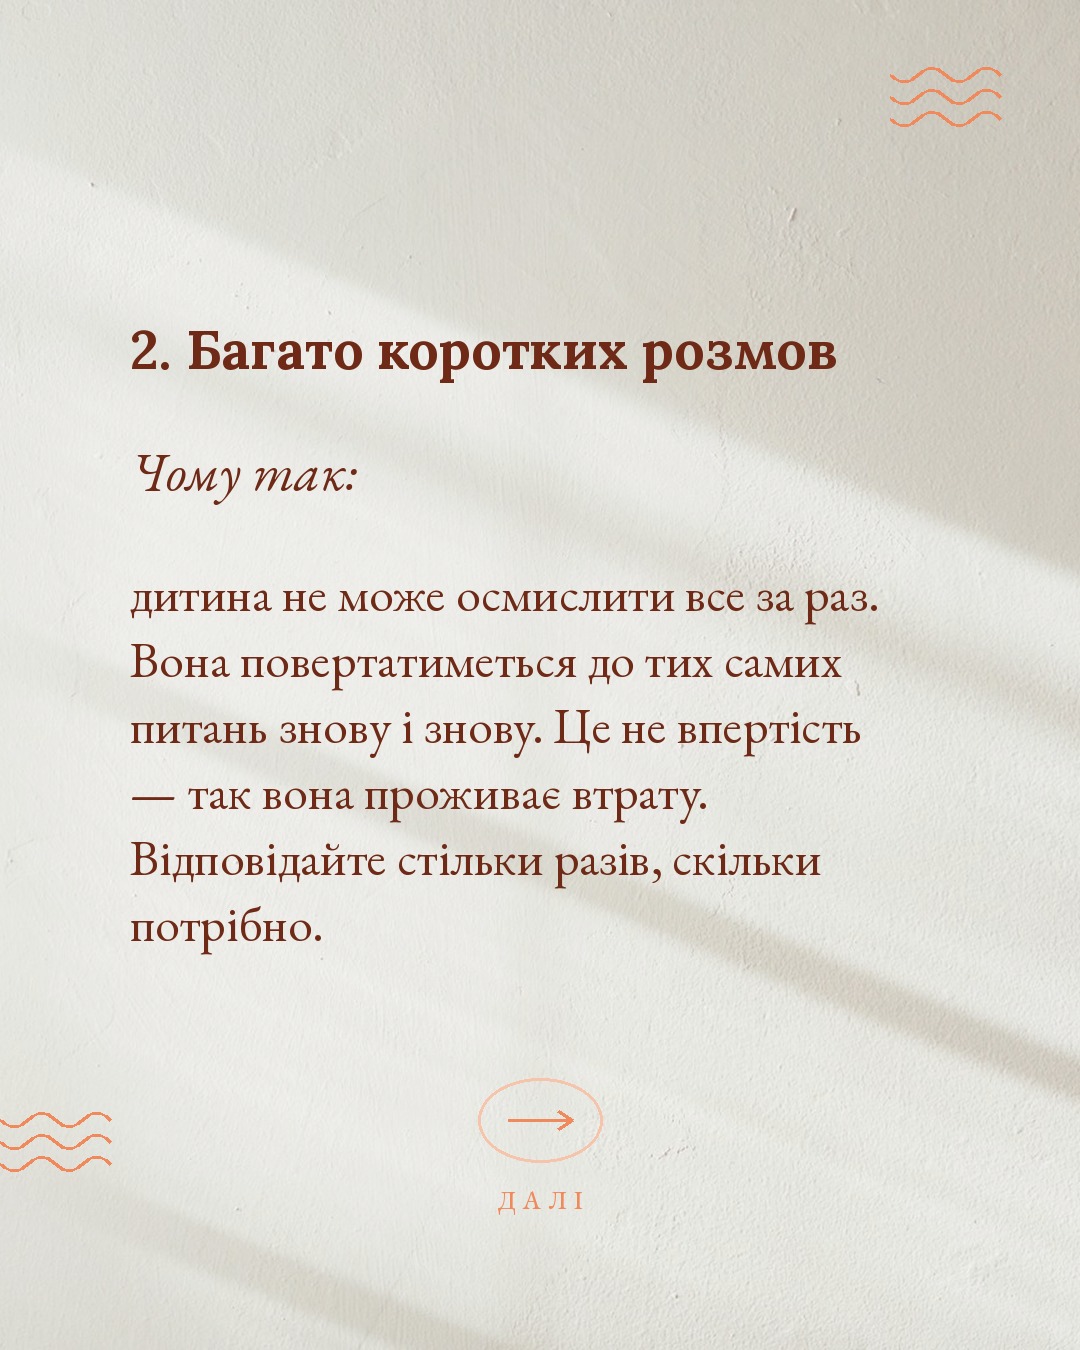 2. Багато коротких розмов
Чому так:
дитина не може осмислити все за раз.
Вона повертатиметься до тих самих
питань знову і знову. Це не впертість
— так вона проживає втрату.
Відповідайте стільки разів, скільки
потрібно.
ДАЛІ